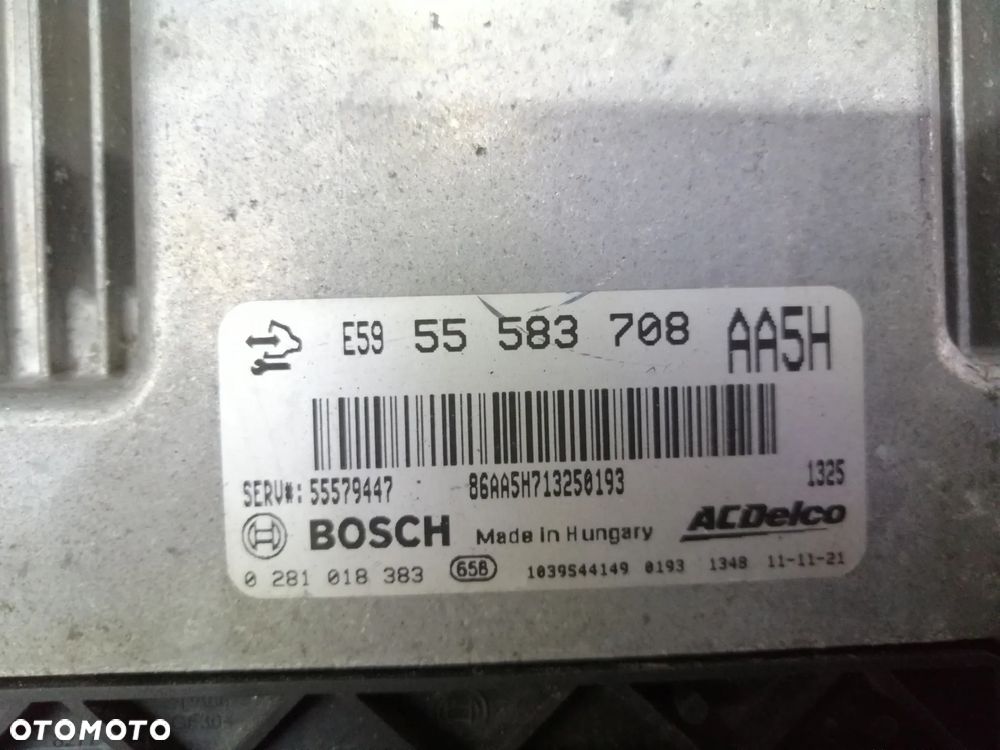 E59 55 583 708 AA5H
SERV#: 55579447 86AA5H713250193 1325
BOSCH Made in Hungary ACDelco
0 281 018 383 658 1039S44149 0193 1348 11-11-21
OTOMOTO